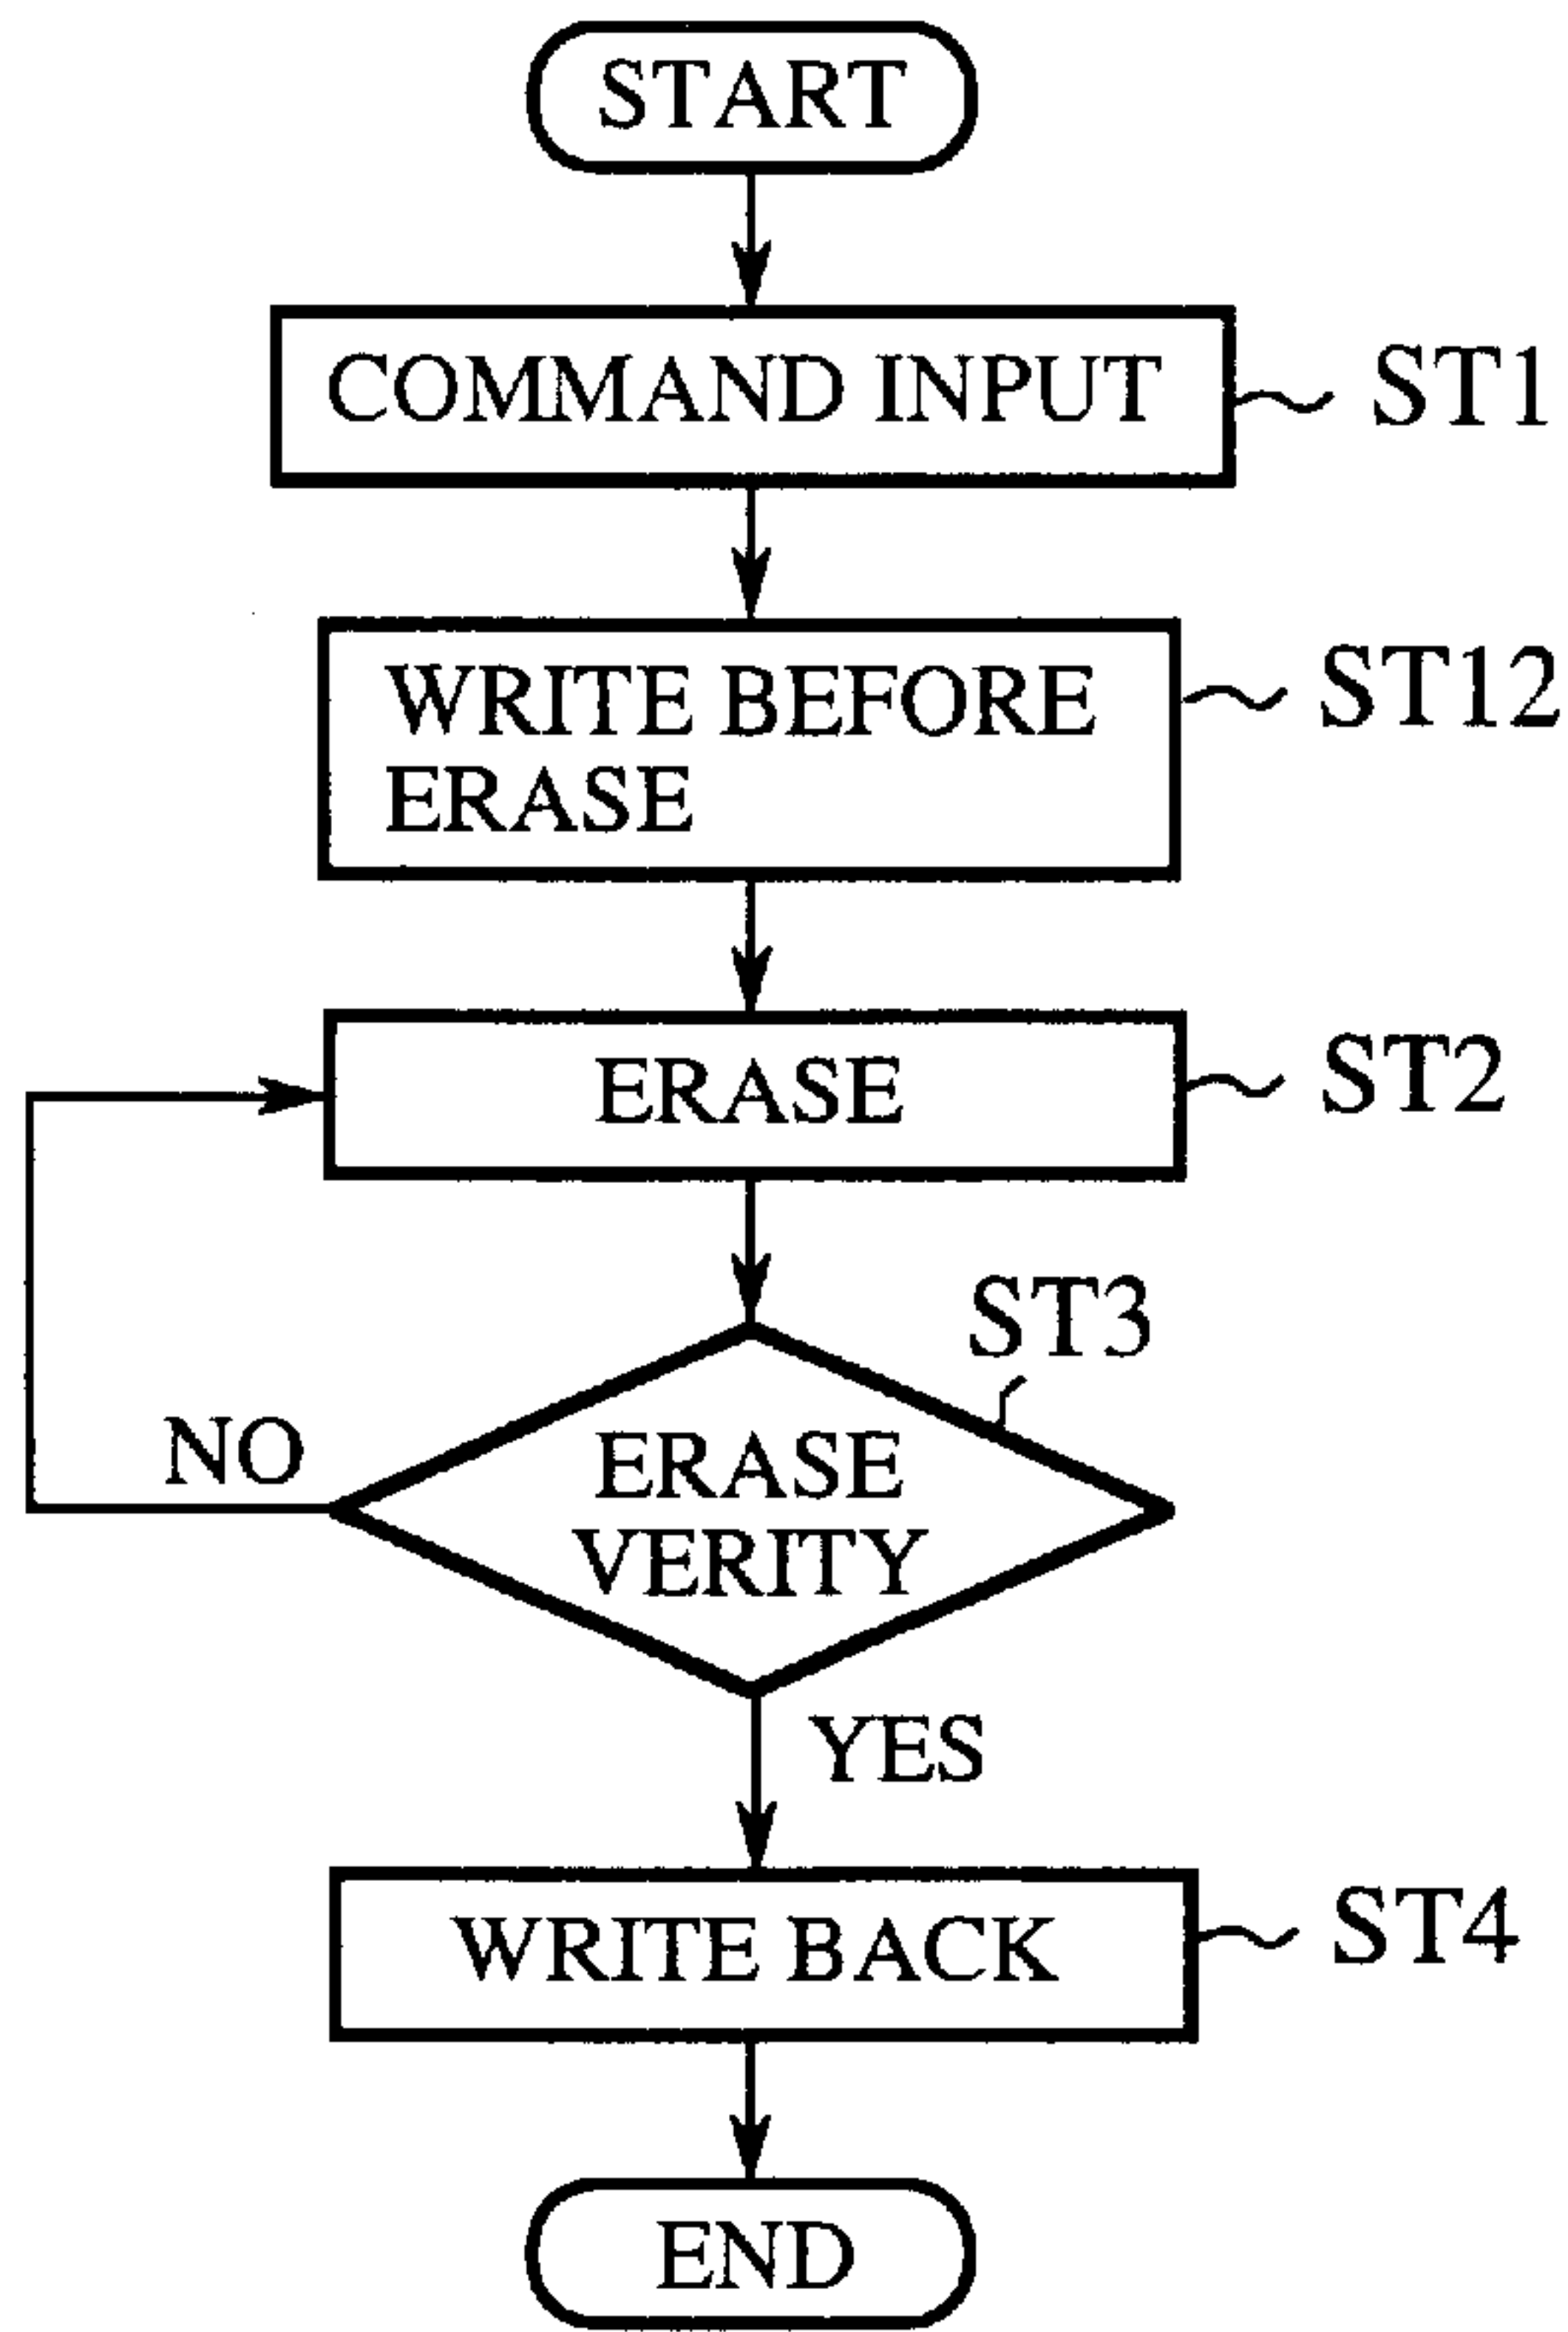 START
COMMAND INPUT
ST1
WRITE BEFORE
ERASE
ST12
ERASE
ST2
ST3
ERASE
VERITY
NO
YES
WRITE BACK
ST4
END